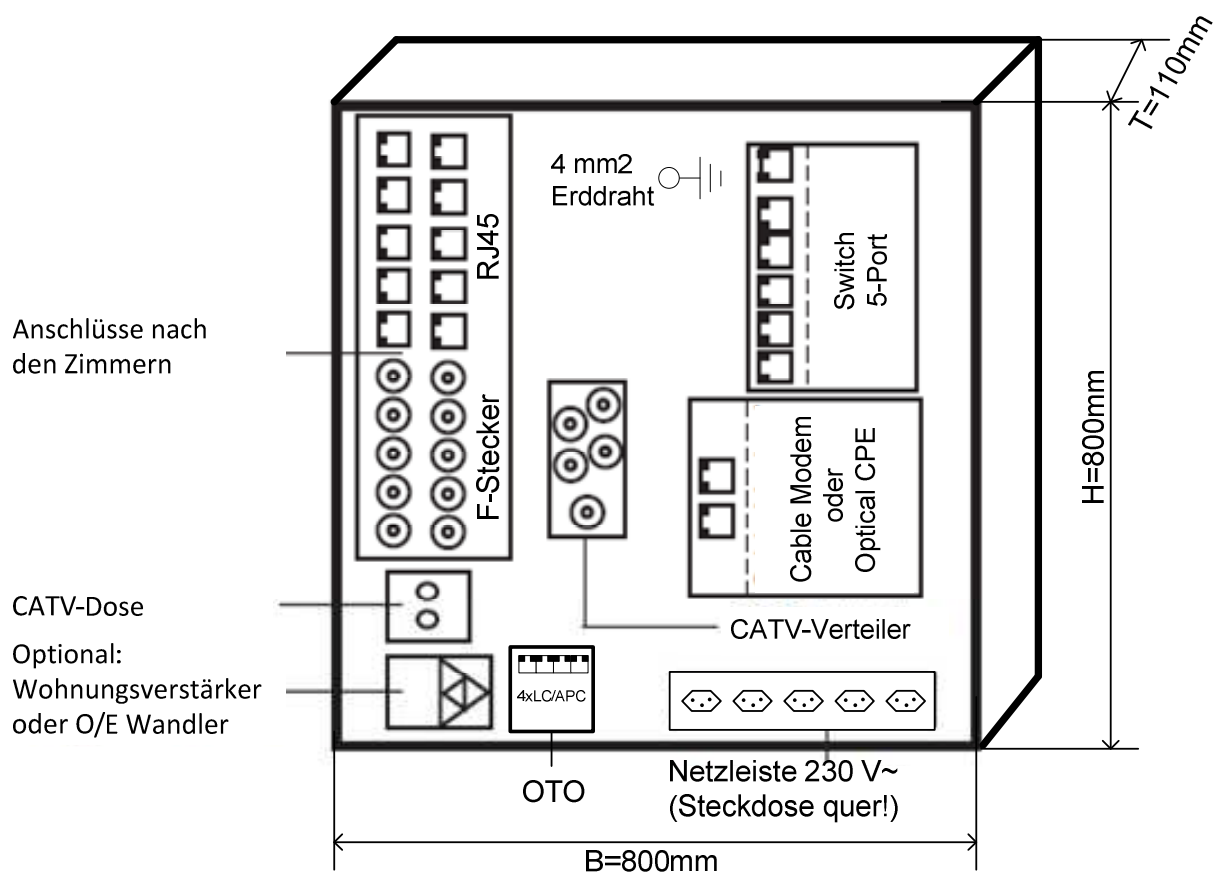 T=110mm
4 mm2
Erddraht
RJ45
Switch
5-Port
Anschlüsse nach
den Zimmern
F-Stecker
Cable Modem
oder
Optical CPE
H=800mm
CATV-Dose
CATV-Verteiler
Optional:
Wohnungsverstärker
oder O/E Wandler
4xLC/APC
OTO
Netzleiste 230 V~
(Steckdose quer!)
B=800mm